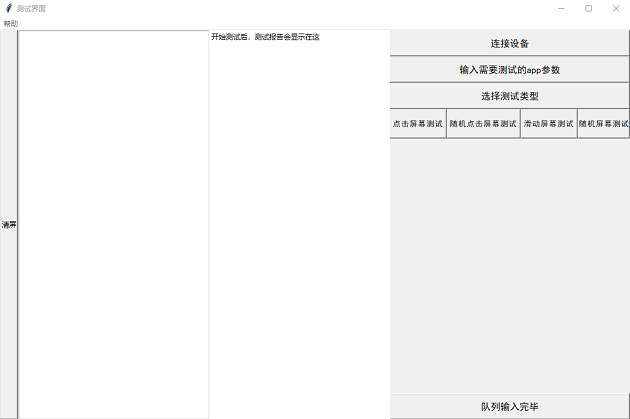 测试界面
帮助
清屏
开始测试后，测试报告会显示在这
连接设备
输入需要测试的app参数
选择测试类型
点击屏幕测试 随机点击屏幕测试 滑动屏幕测试 随机屏幕测试
队列输入完毕